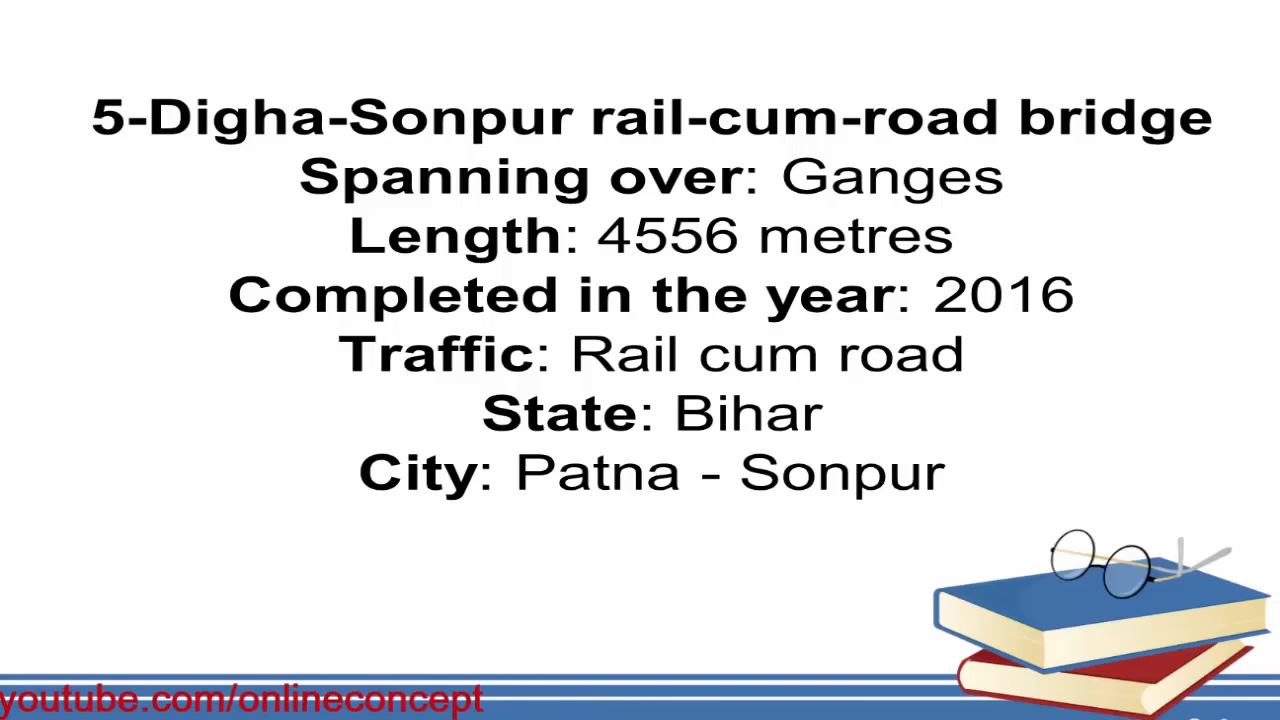 5-Digha-Sonpur rail-cum-road bridge
Spanning over: Ganges
Length: 4556 metres
Completed in the year: 2016
Traffic: Rail cum road
State: Bihar
City: Patna - Sonpur
youtube.com/onlineconcept